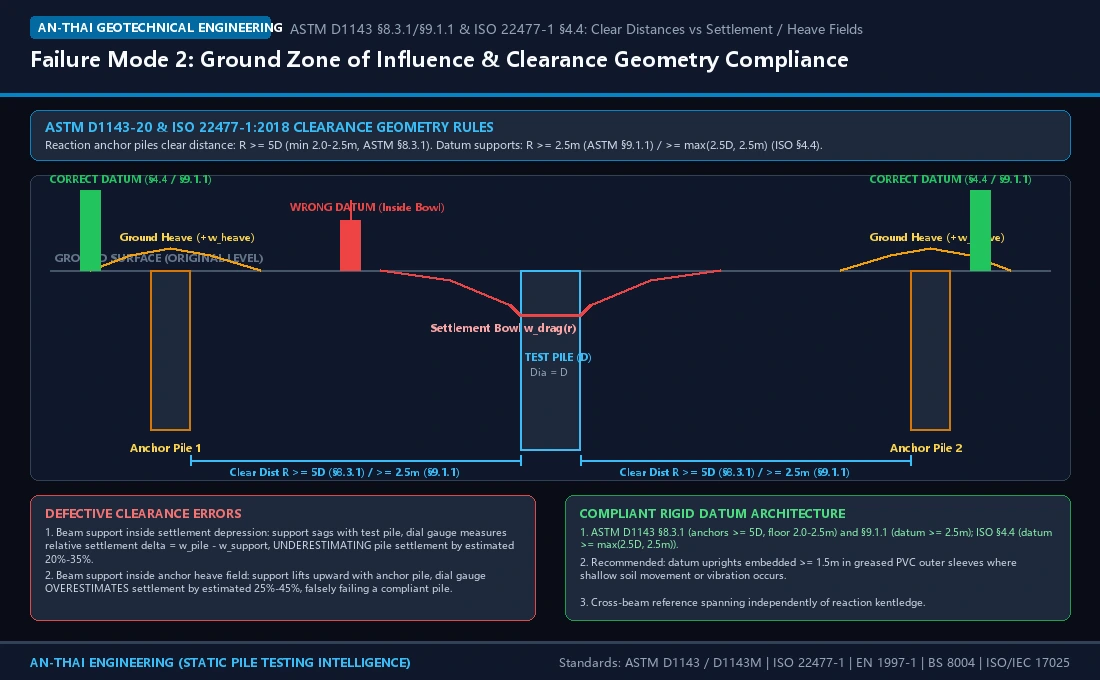 AN-THAI GEOTECHNICAL ENGINEERING
ASTM D1143 §8.3.1/§9.1.1 & ISO 22477-1 §4.4: Clear Distances vs Settlement / Heave Fields
Failure Mode 2: Ground Zone of Influence & Clearance Geometry Compliance
ASTM D1143-20 & ISO 22477-1:2018 CLEARANCE GEOMETRY RULES
Reaction anchor piles clear distance: R >= 5D (min 2.0-2.5m, ASTM §8.3.1). Datum supports: R >= 2.5m (ASTM §9.1.1) / >= max(2.5D, 2.5m) (ISO §4.4).
CORRECT DATUM (§4.4 / §9.1.1)
CORRECT DATUM (§4.4 / §9.1.1)
WRONG DATUM (Inside Bowl)
Ground Heave (+w_heave)
Ground Heave (+w_heave)
GROUND SURFACE (ORIGINAL LEVEL)
Settlement Bowl w_drag(r)
TEST PILE (D)
Dia = D
Anchor Pile 1
Anchor Pile 2
Clear Dist R >= 5D (§8.3.1) / >= 2.5m (§9.1.1)
Clear Dist R >= 5D (§8.3.1) / >= 2.5m (§9.1.1)
DEFECTIVE CLEARANCE ERRORS
1. Beam support inside settlement depression: support sags with test pile, dial gauge measures
relative settlement delta = w_pile - w_support, UNDERESTIMATING pile settlement by estimated
20%-35%.
2. Beam support inside anchor heave field: support lifts upward with anchor pile, dial gauge
OVERESTIMATES settlement by estimated 25%-45%, falsely failing a compliant pile.
COMPLIANT RIGID DATUM ARCHITECTURE
1. ASTM D1143 §8.3.1 (anchors >= 5D, floor 2.0-2.5m) and §9.1.1 (datum >= 2.5m); ISO §4.4 (datum
>= max(2.5D, 2.5m)).
2. Recommended: datum uprights embedded >= 1.5m in greased PVC outer sleeves where
shallow soil movement or vibration occurs.
3. Cross-beam reference spanning independently of reaction kentledge.
AN-THAI ENGINEERING (STATIC PILE TESTING INTELLIGENCE)
Standards: ASTM D1143 / D1143M | ISO 22477-1 | EN 1997-1 | BS 8004 | ISO/IEC 17025